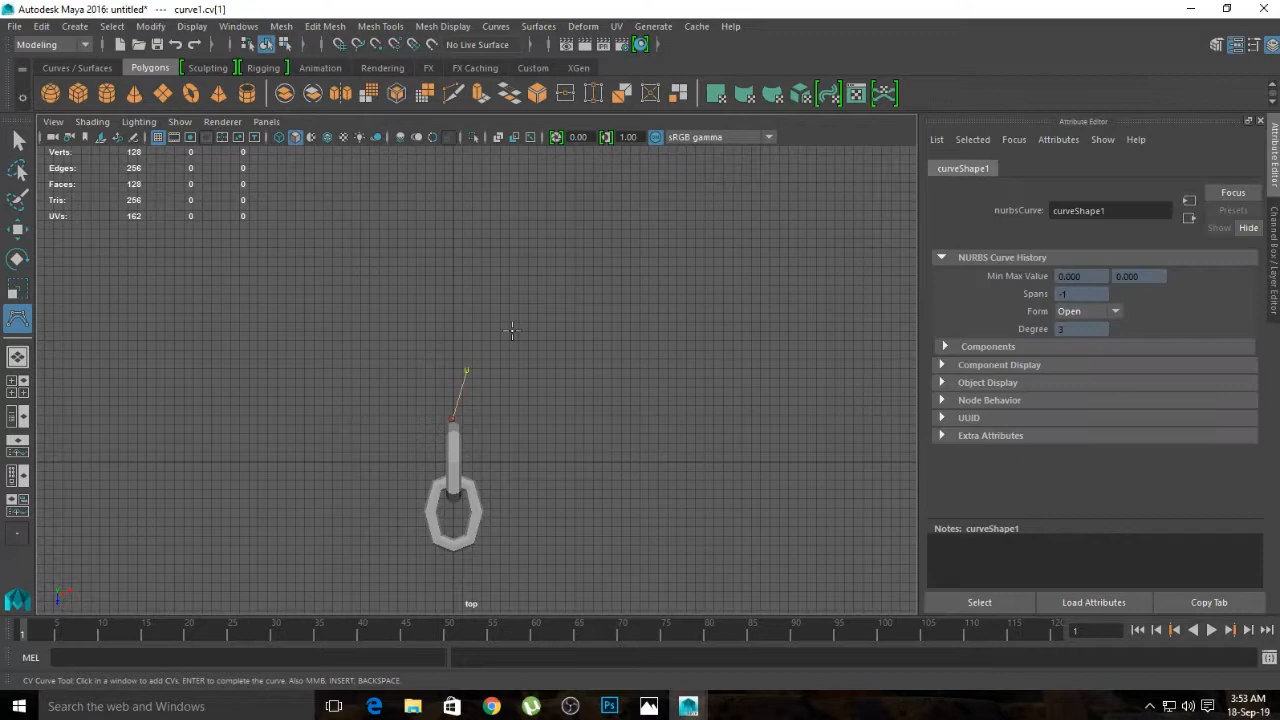 Autodesk Maya 2016: untitled* --- curve1.cv[1]
File Edit Create Select Modify Display Windows Mesh Edit Mesh Mesh Tools Mesh Display Curves Surfaces Deform UV Generate Cache Help
Modeling No Live Surface
Curves / Surfaces Polygons Sculpting Rigging Animation Rendering FX FX Caching Custom XGen
View Shading Lighting Show Renderer Panels
0.00 1.00 sRGB gamma
Verts: 128 0 0
Edges: 256 0 0
Faces: 128 0 0
Tris: 256 0 0
UVs: 162 0 0
top
Attribute Editor
List Selected Focus Attributes Show Help
curveShape1
Focus
nurbsCurve: curveShape1
Presets
Show Hide
NURBS Curve History
Min Max Value 0.000 0.000
Spans -1
Form Open
Degree 3
Components
Component Display
Object Display
Node Behavior
UUID
Extra Attributes
Notes: curveShape1
Select Load Attributes Copy Tab
Attribute Editor
Channel Box / Layer Editor
1 5 10 15 20 25 30 35 40 45 50 55 60 65 70 75 80 85 90 95 100 105 110 115 120 1
MEL
CV Curve Tool: Click in a window to add CVs. ENTER to complete the curve. Also MMB, INSERT, BACKSPACE.
Search the web and Windows
3:53 AM
18-Sep-19